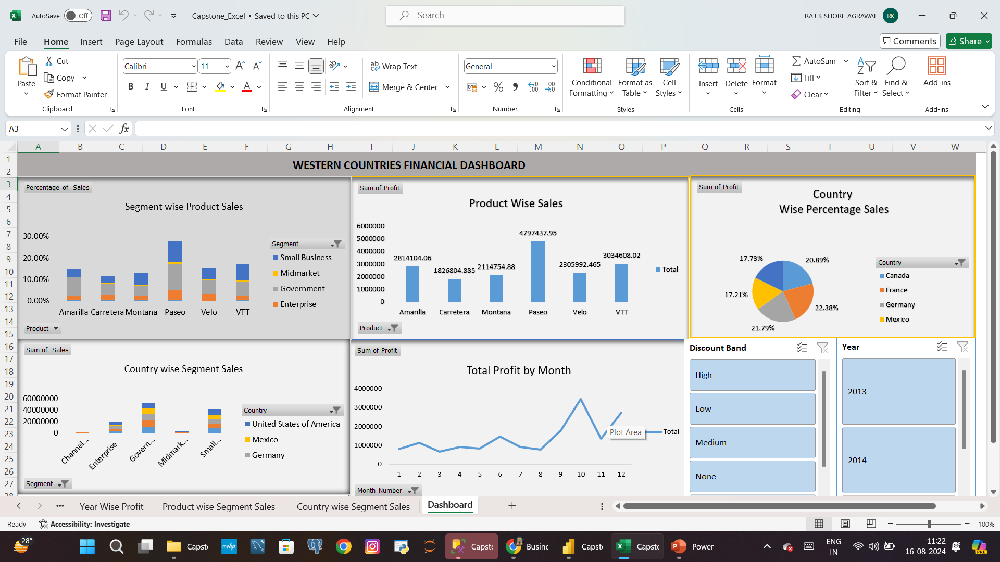 AutoSave Off Capstone_Excel • Saved to this PC Search RAJ KISHORE AGRAWAL RK
File Home Insert Page Layout Formulas Data Review View Help Comments Share
Paste Cut Copy Format Painter
Clipboard
Calibri 11
B I U A
Font
Wrap Text
Merge & Center
Alignment
General
Number
Conditional Formatting
Format as Table
Cell Styles
Styles
Insert Delete Format
Cells
AutoSum
Fill
Clear
Sort & Filter
Find & Select
Editing
Add-ins
Add-ins
A3 fx
A B C D E F G H I J K L M N O P Q R S T U V W
1
2
3
4
5
6
7
8
9
10
11
12
13
14
15
16
17
18
19
20
21
22
23
24
25
26
27
28
WESTERN COUNTRIES FINANCIAL DASHBOARD
Percentage of Sales
Segment wise Product Sales
30.00%
20.00%
10.00%
0.00%
Amarilla Carretera Montana Paseo Velo VTT
Segment
Small Business
Midmarket
Government
Enterprise
Product
Sum of Profit
Product Wise Sales
6000000
5000000
4000000
3000000
2000000
1000000
0
2814104.06 1826804.885 2114754.88 4797437.95 2305992.465 3034608.02
Amarilla Carretera Montana Paseo Velo VTT
Total
Product
Sum of Profit
Country
Wise Percentage Sales
17.73% 20.89%
17.21% 22.38%
21.79%
Country
Canada
France
Germany
Mexico
Sum of Sales
Country wise Segment Sales
60000000
40000000
20000000
0
Channel... Enterprise Govern... Midmark... Small...
Country
United States of America
Mexico
Germany
Segment
Sum of Profit
Total Profit by Month
4000000
3000000
2000000
1000000
0
1 2 3 4 5 6 7 8 9 10 11 12
Plot Area
Total
Month Number
Discount Band
High
Low
Medium
None
Year
2013
2014
Year Wise Profit Product wise Segment Sales Country wise Segment Sales Dashboard
Ready Accessibility: Investigate 100%
28° Capstc myhp Capstc Busine Capstc Capstc Power ENG
IN
11:22
16-08-2024
PRE